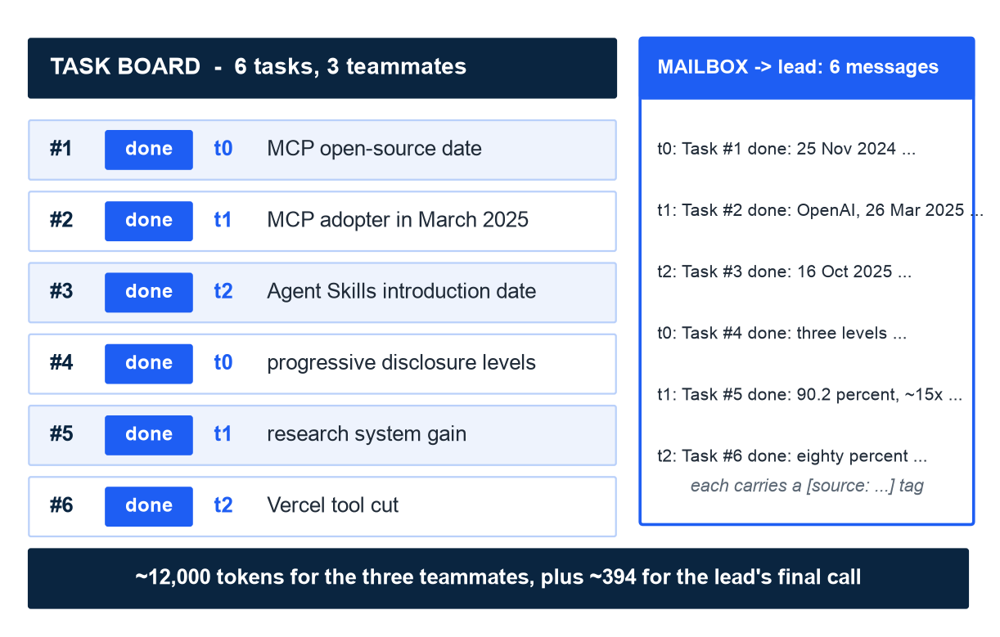 TASK BOARD - 6 tasks, 3 teammates
#1 done t0 MCP open-source date
#2 done t1 MCP adopter in March 2025
#3 done t2 Agent Skills introduction date
#4 done t0 progressive disclosure levels
#5 done t1 research system gain
#6 done t2 Vercel tool cut
MAILBOX -> lead: 6 messages
t0: Task #1 done: 25 Nov 2024 ...
t1: Task #2 done: OpenAI, 26 Mar 2025 ...
t2: Task #3 done: 16 Oct 2025 ...
t0: Task #4 done: three levels ...
t1: Task #5 done: 90.2 percent, ~15x ...
t2: Task #6 done: eighty percent ...
each carries a [source: ...] tag
~12,000 tokens for the three teammates, plus ~394 for the lead's final call